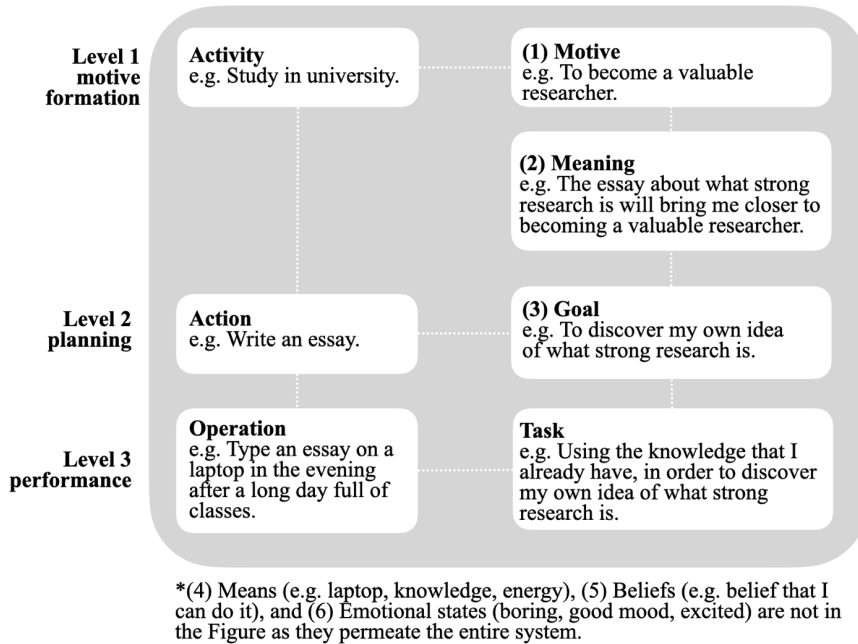 Level 1
motive
formation
Activity
e.g. Study in university.
(1) Motive
e.g. To become a valuable
researcher.
(2) Meaning
e.g. The essay about what strong
research is will bring me closer to
becoming a valuable researcher.
Level 2
planning
Action
e.g. Write an essay.
(3) Goal
e.g. To discover my own idea
of what strong research is.
Level 3
performance
Operation
e.g. Type an essay on a
laptop in the evening
after a long day full of
classes.
Task
e.g. Using the knowledge that I
already have, in order to discover
my own idea of what strong
research is.
*(4) Means (e.g. laptop, knowledge, energy), (5) Beliefs (e.g. belief that I
can do it), and (6) Emotional states (boring, good mood, excited) are not in
the Figure as they permeate the entire system.